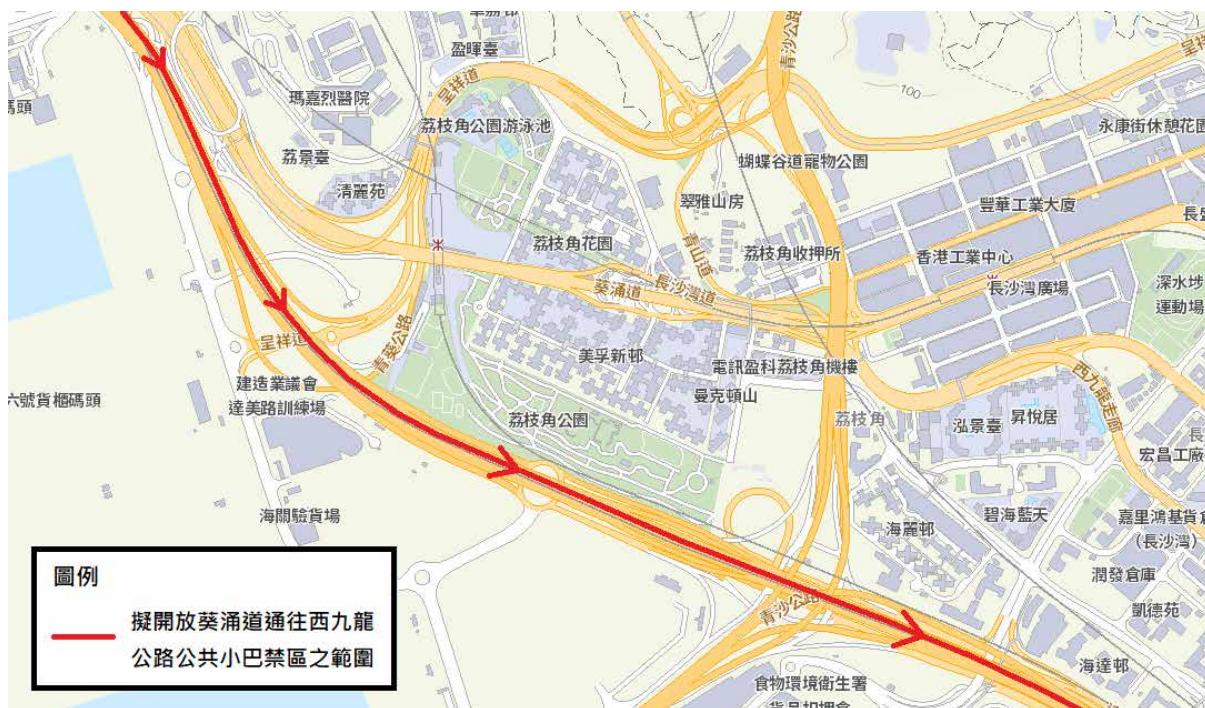 盈暉臺
青沙公路
呈祥道
瑪嘉烈醫院
荔枝角公園游泳池
100
永康街休憩花園
荔景臺
蝴蝶谷道寵物公園
清麗苑
翠雅山房
豐華工業大廈
荔枝角花園
青山道
荔枝角收押所
香港工業中心
長沙灣道
葵涌道
長沙灣廣場
深水埗
運動場
呈祥道
青葵公路
美孚新邨
電訊盈科荔枝角機樓
西九龍走廊
建造業議會
達美路訓練場
六號貨櫃碼頭
曼克頓山
荔枝角公園
荔枝角
泓景臺
昇悅居
宏昌工廠
海關驗貨場
海麗邨
碧海藍天
嘉里鴻基貨倉
(長沙灣)
潤發倉庫
青沙公路
凱德苑
海達邨
食物環境衛生署
圖例
擬開放葵涌道通往西九龍
公路公共小巴禁區之範圍